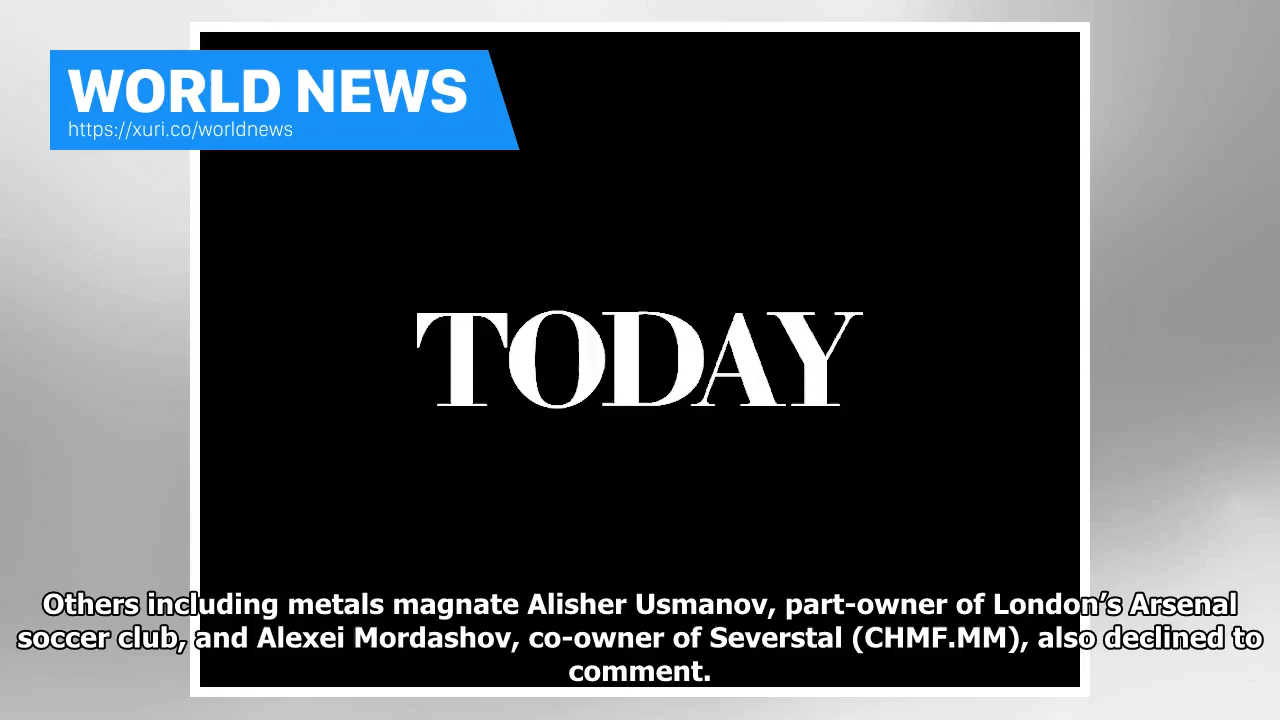 WORLD NEWS
https://xuri.co/worldnews
TODAY
Others including metals magnate Alisher Usmanov, part-owner of London’s Arsenal
soccer club, and Alexei Mordashov, co-owner of Severstal (CHMF.MM), also declined to
comment.